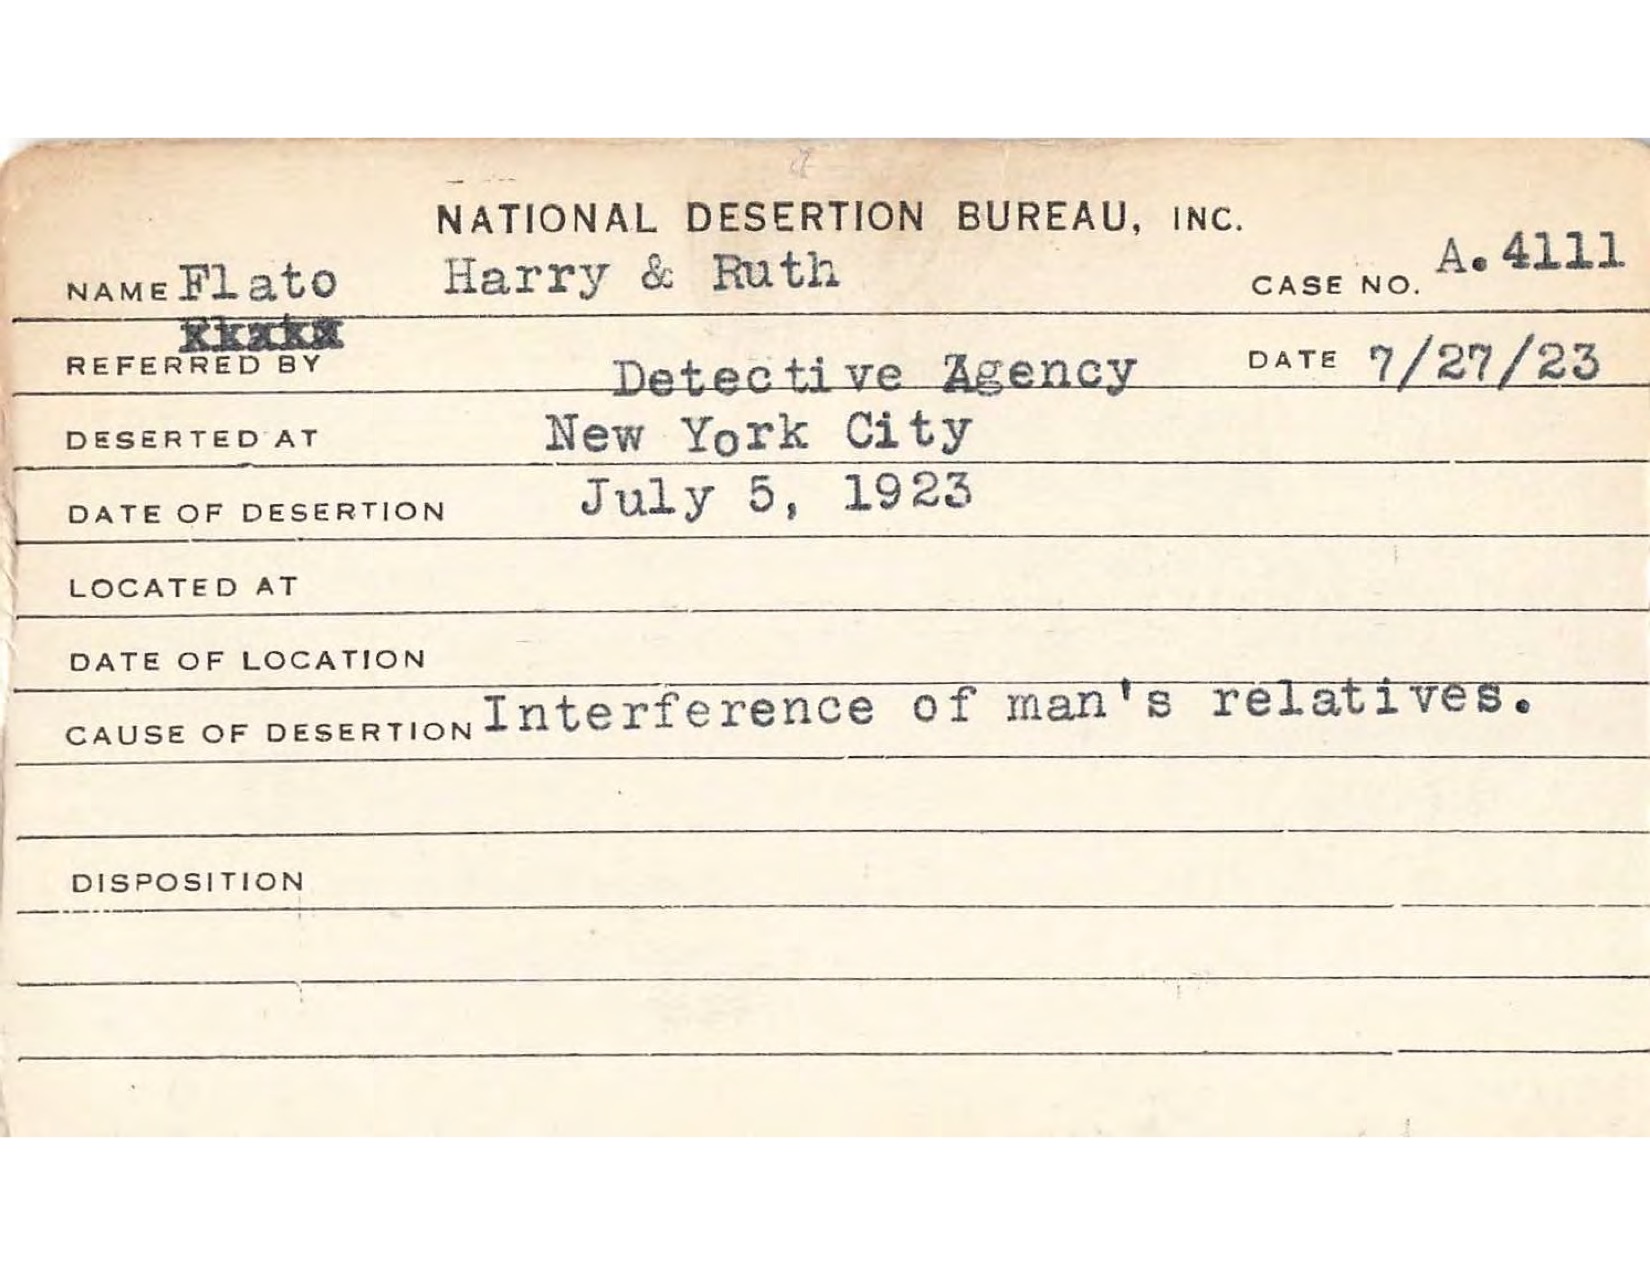 NATIONAL DESERTION BUREAU, INC.
NAME Flato Harry & Ruth CASE NO. A.4111
REFERRED BY Detective Agency DATE 7/27/23
DESERTED AT New York City
DATE OF DESERTION July 5, 1923
LOCATED AT
DATE OF LOCATION
CAUSE OF DESERTION Interference of man's relatives.
DISPOSITION